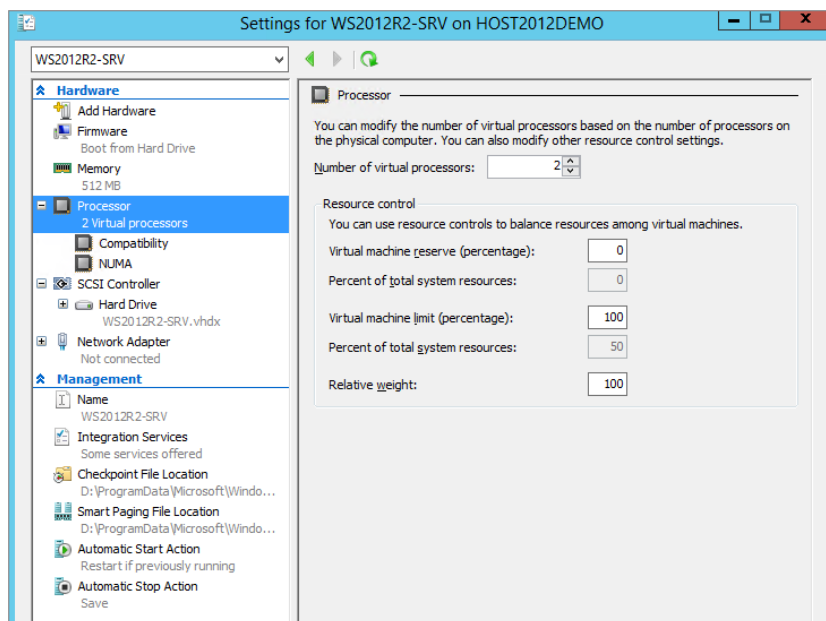 Settings for WS2012R2-SRV on HOST2012DEMO
WS2012R2-SRV
Hardware
Add Hardware
Firmware
Boot from Hard Drive
Memory
512 MB
Processor
2 Virtual processors
Compatibility
NUMA
SCSI Controller
Hard Drive
WS2012R2-SRV.vhdx
Network Adapter
Not connected
Management
Name
WS2012R2-SRV
Integration Services
Some services offered
Checkpoint File Location
D:\ProgramData\Microsoft\Windo...
Smart Paging File Location
D:\ProgramData\Microsoft\Windo...
Automatic Start Action
Restart if previously running
Automatic Stop Action
Save
Processor
You can modify the number of virtual processors based on the number of processors on
the physical computer. You can also modify other resource control settings.
Number of virtual processors: 2
Resource control
You can use resource controls to balance resources among virtual machines.
Virtual machine reserve (percentage): 0
Percent of total system resources: 0
Virtual machine limit (percentage): 100
Percent of total system resources: 50
Relative weight: 100